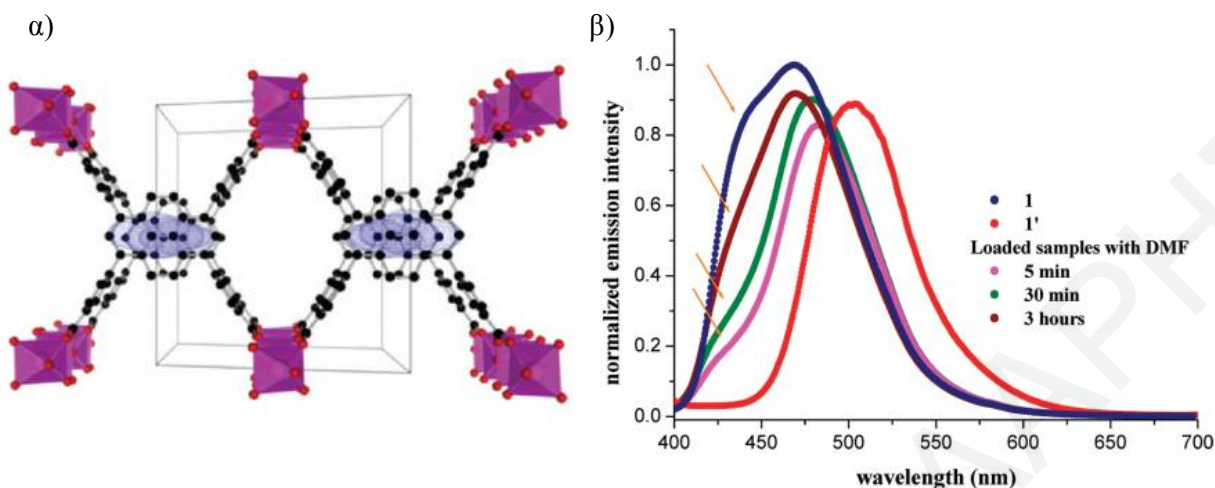 α)
β)
normalized emission intensity
1.0
0.8
0.6
0.4
0.2
0.0
1
1'
Loaded samples with DMF
5 min
30 min
3 hours
400 450 500 550 600 650 700
wavelength (nm)